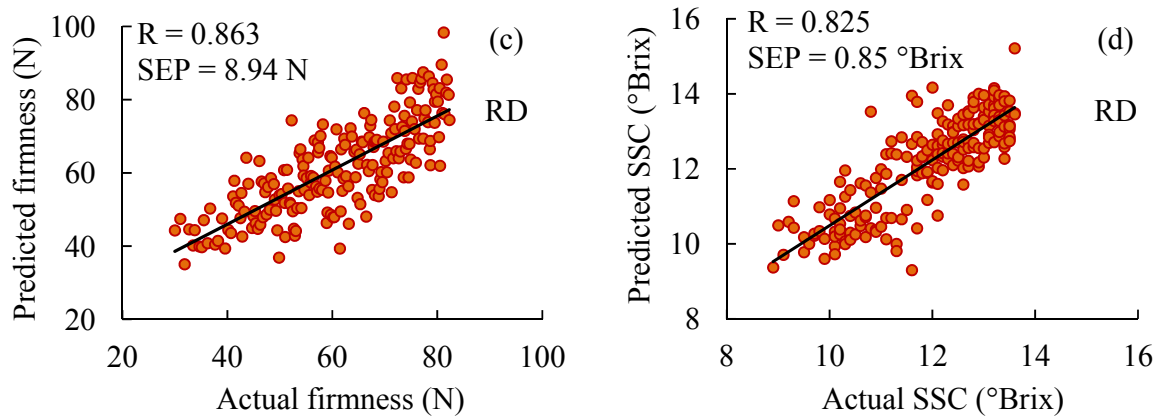 R = 0.863
SEP = 8.94 N
(c)
RD
Predicted firmness (N)
100
80
60
40
20
20 40 60 80 100
Actual firmness (N)
R = 0.825
SEP = 0.85 °Brix
(d)
RD
Predicted SSC (°Brix)
16
14
12
10
8
8 10 12 14 16
Actual SSC (°Brix)